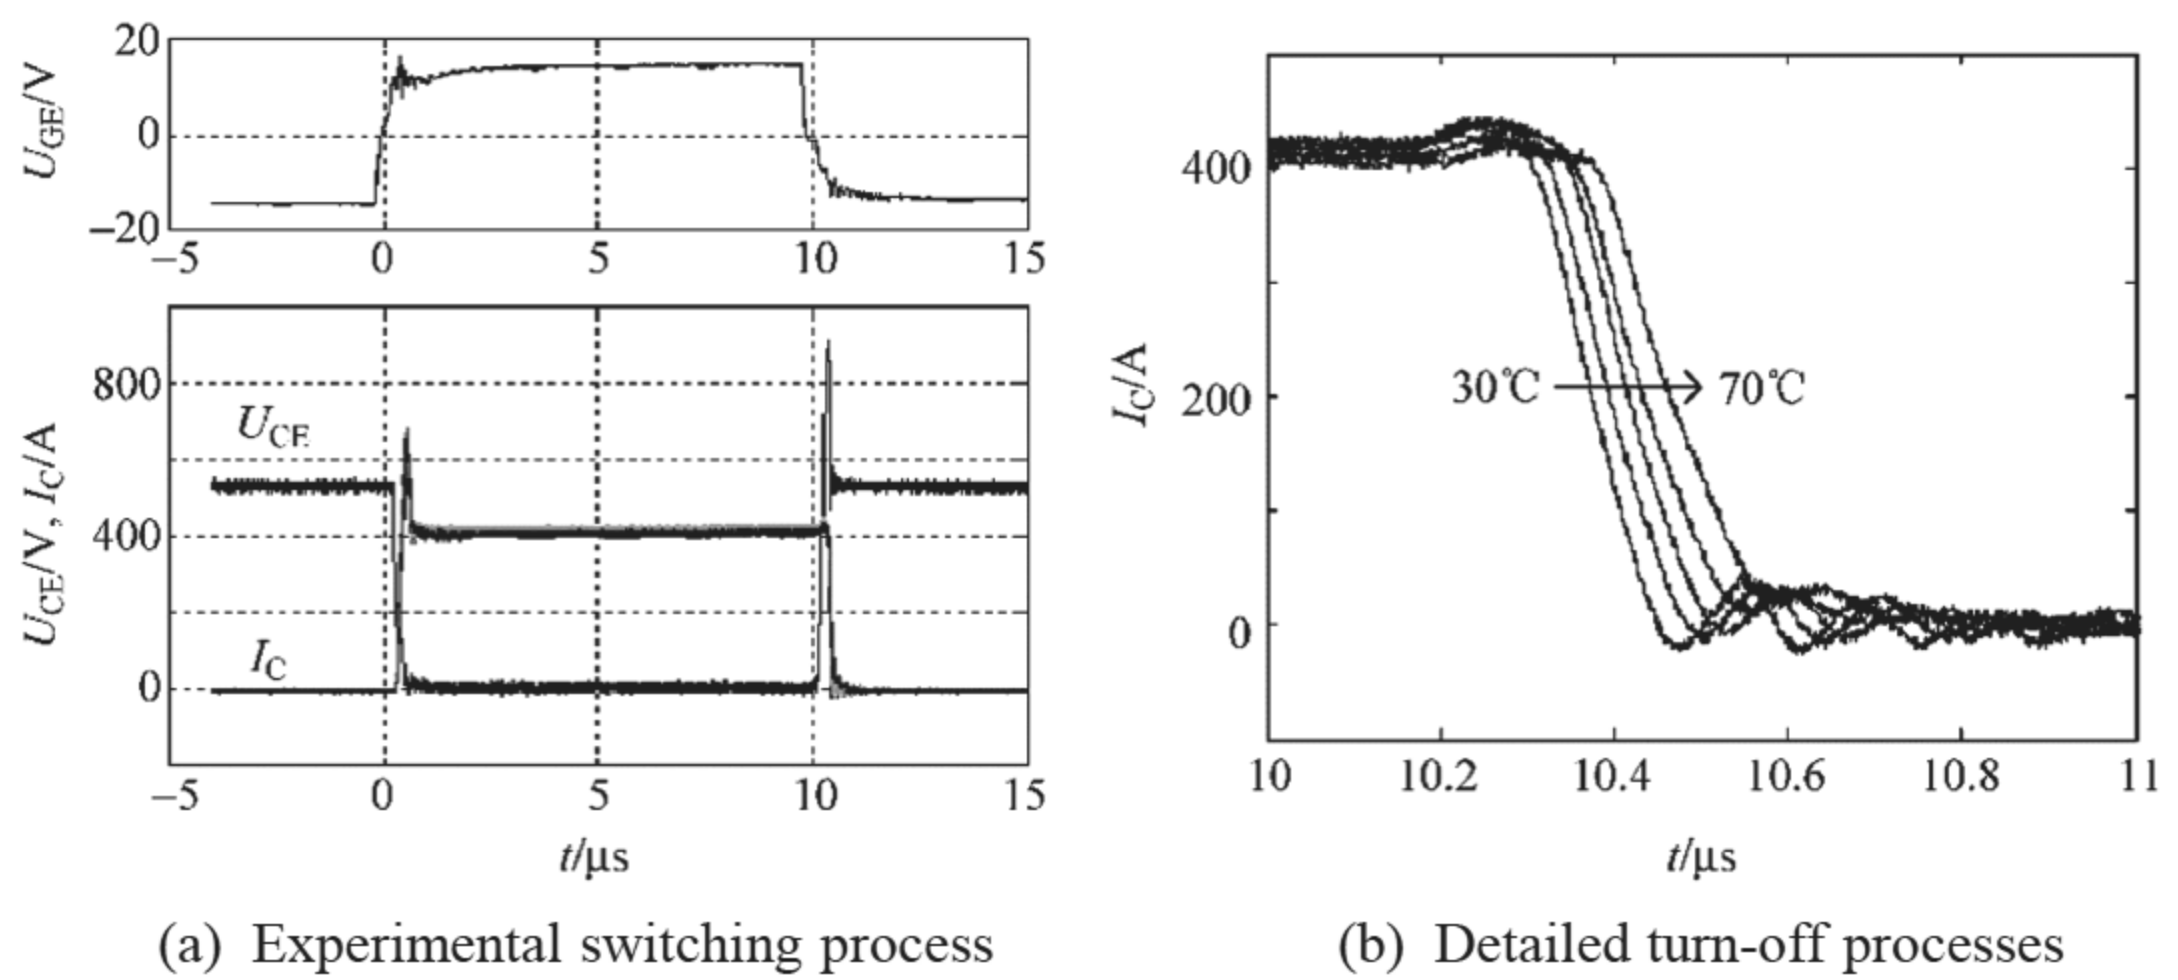 20
0
−20
U_GE/V
−5 0 5 10 15
800
400
0
U_CE
I_C
U_CE/V, I_C/A
−5 0 5 10 15
t/μs
(a) Experimental switching process
400
200
0
I_C/A
30℃ 70℃
10 10.2 10.4 10.6 10.8 11
t/μs
(b) Detailed turn-off processes